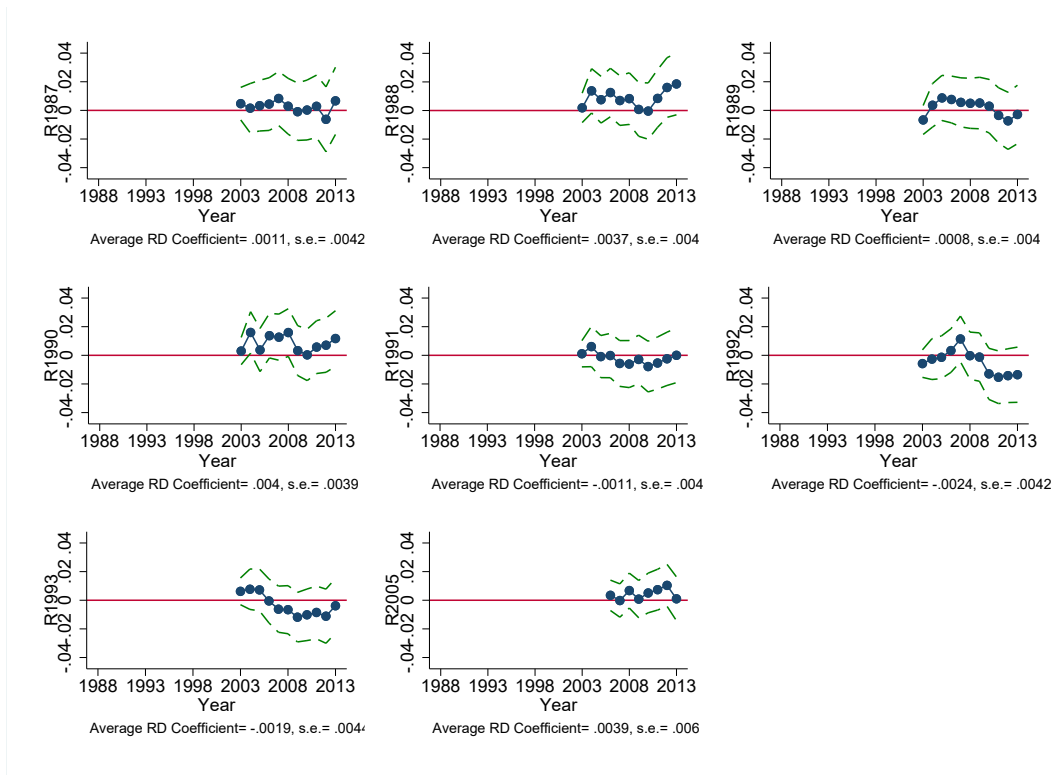 R1987
-.04 -.02 0 .02 .04
1988 1993 1998 2003 2008 2013
Year
Average RD Coefficient= .0011, s.e.= .0042
R1988
-.04 -.02 0 .02 .04
1988 1993 1998 2003 2008 2013
Year
Average RD Coefficient= .0037, s.e.= .004
R1989
-.04 -.02 0 .02 .04
1988 1993 1998 2003 2008 2013
Year
Average RD Coefficient= .0008, s.e.= .004
R1990
-.04 -.02 0 .02 .04
1988 1993 1998 2003 2008 2013
Year
Average RD Coefficient= .004, s.e.= .0039
R1991
-.04 -.02 0 .02 .04
1988 1993 1998 2003 2008 2013
Year
Average RD Coefficient= -.0011, s.e.= .004
R1992
-.04 -.02 0 .02 .04
1988 1993 1998 2003 2008 2013
Year
Average RD Coefficient= -.0024, s.e.= .0042
R1993
-.04 -.02 0 .02 .04
1988 1993 1998 2003 2008 2013
Year
Average RD Coefficient= -.0019, s.e.= .0044
R2005
-.04 -.02 0 .02 .04
1988 1993 1998 2003 2008 2013
Year
Average RD Coefficient= .0039, s.e.= .006